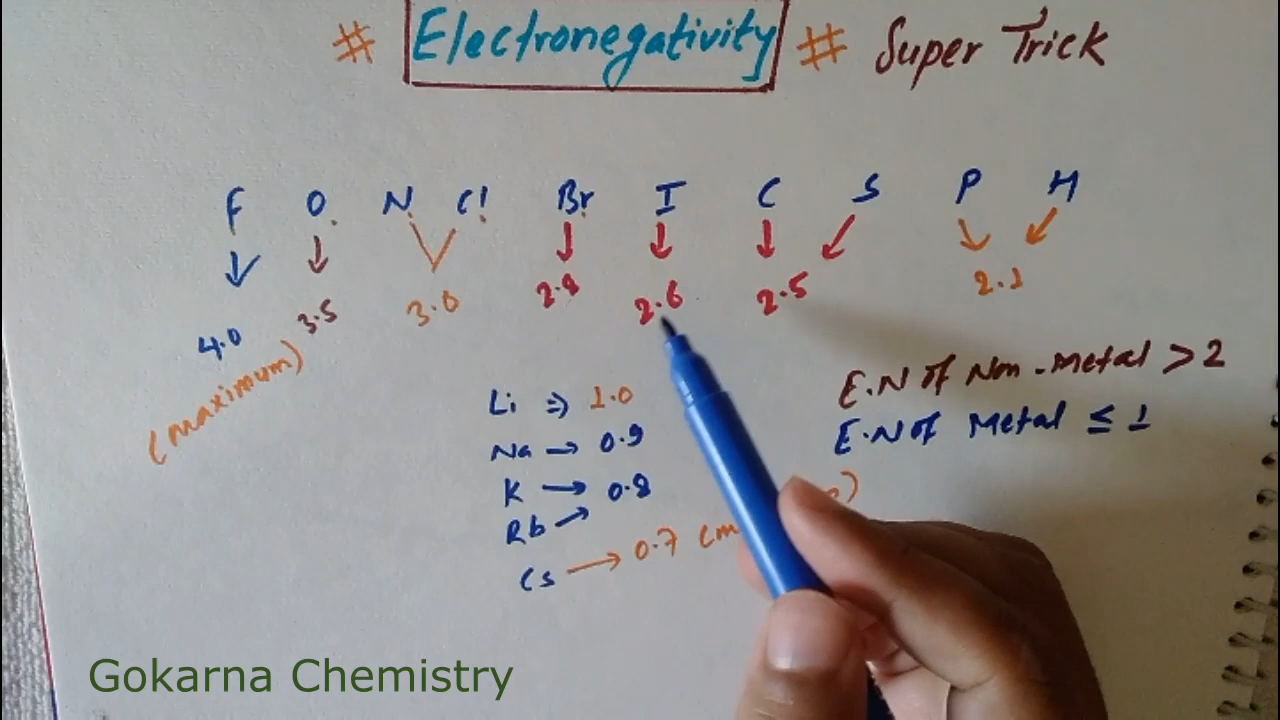 # Electronegativity # Super Trick
F O N Cl Br I C S P H
4.0 3.5 3.0 2.8 2.6 2.5 2.1
(maximum)
E.N of Non-Metal > 2
E.N of Metal ≤ 1
Li => 1.0
Na → 0.9
K → 0.8
Rb
Cs → 0.7
Gokarna Chemistry